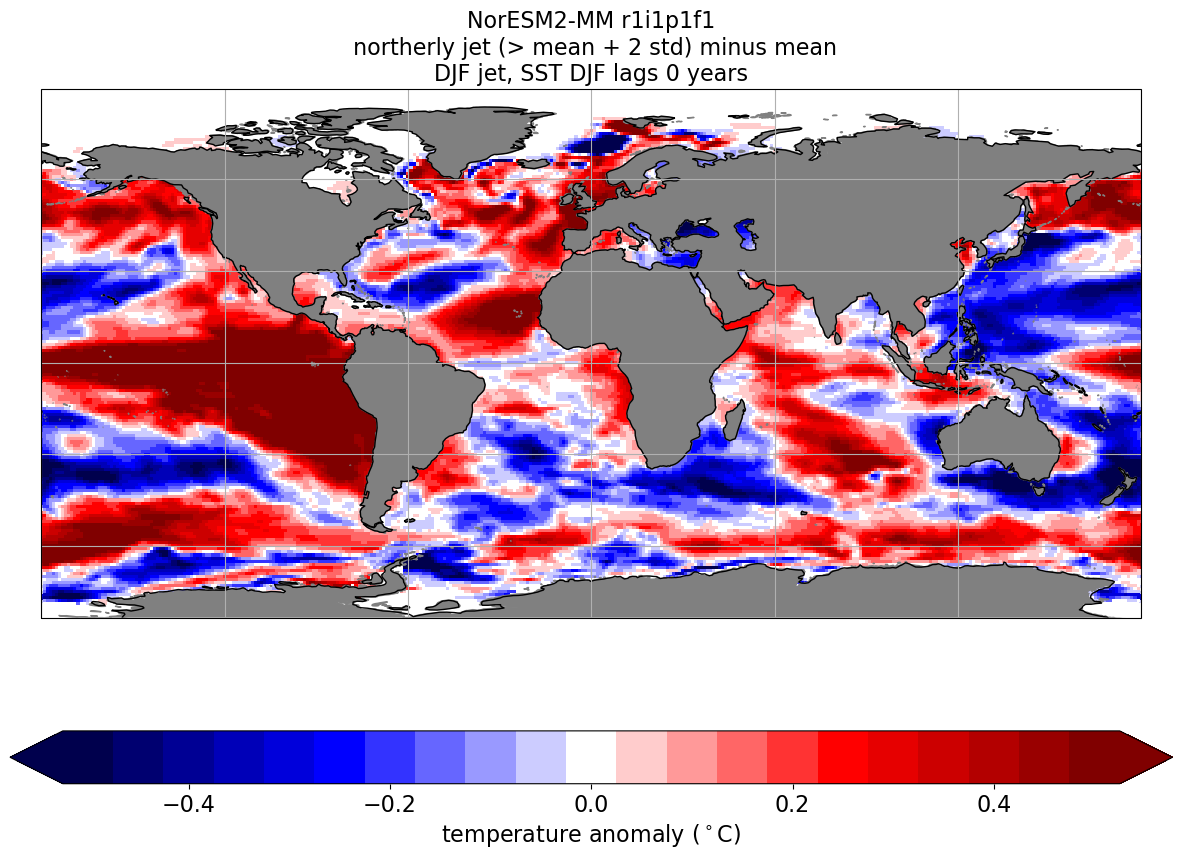 NorESM2-MM r1i1p1f1
northerly jet (> mean + 2 std) minus mean
DJF jet, SST DJF lags 0 years
−0.4 −0.2 0.0 0.2 0.4
temperature anomaly (°C)